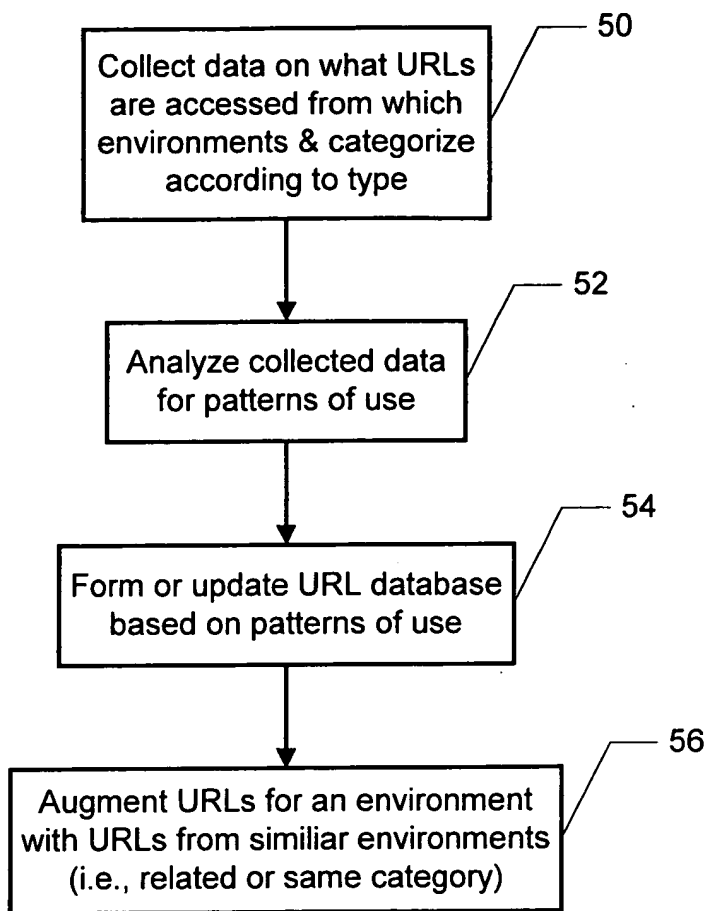 50
Collect data on what URLs
are accessed from which
environments & categorize
according to type
52
Analyze collected data
for patterns of use
54
Form or update URL database
based on patterns of use
56
Augment URLs for an environment
with URLs from similiar environments
(i.e., related or same category)